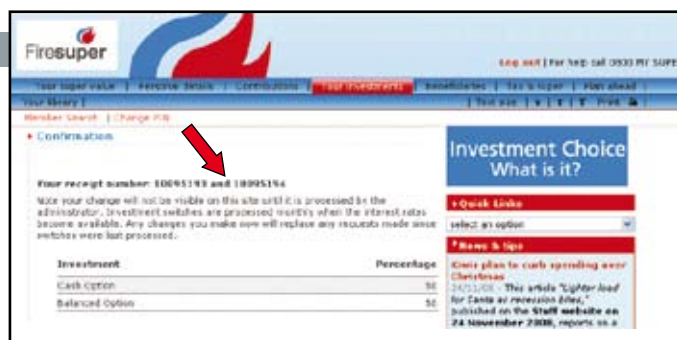 Firesuper
Log out | For help call 0800 MY SUPER
Your super value | Personal details | Contributions | Your investments | Beneficiaries | Tax & super | Plan ahead |
Your library | | Text size | Print
Member Search | Change PIN
Confirmation
Your receipt number: 10095193 and 10095194
Note your change will not be visible on this site until it is processed by the
administrator. Investment switches are processed monthly when the interest rates
become available. Any changes you make now will replace any requests made since
switches were last processed.
Investment Percentage
Cash Option 50
Balanced Option 50
Investment Choice
What is it?
Quick Links
select an option
News & tips
Kiwis plan to curb spending over
Christmas
24/11/08 - This article "Lighter load
for Santa as recession bites,"
published on the Stuff website on
24 November 2008, reports on a